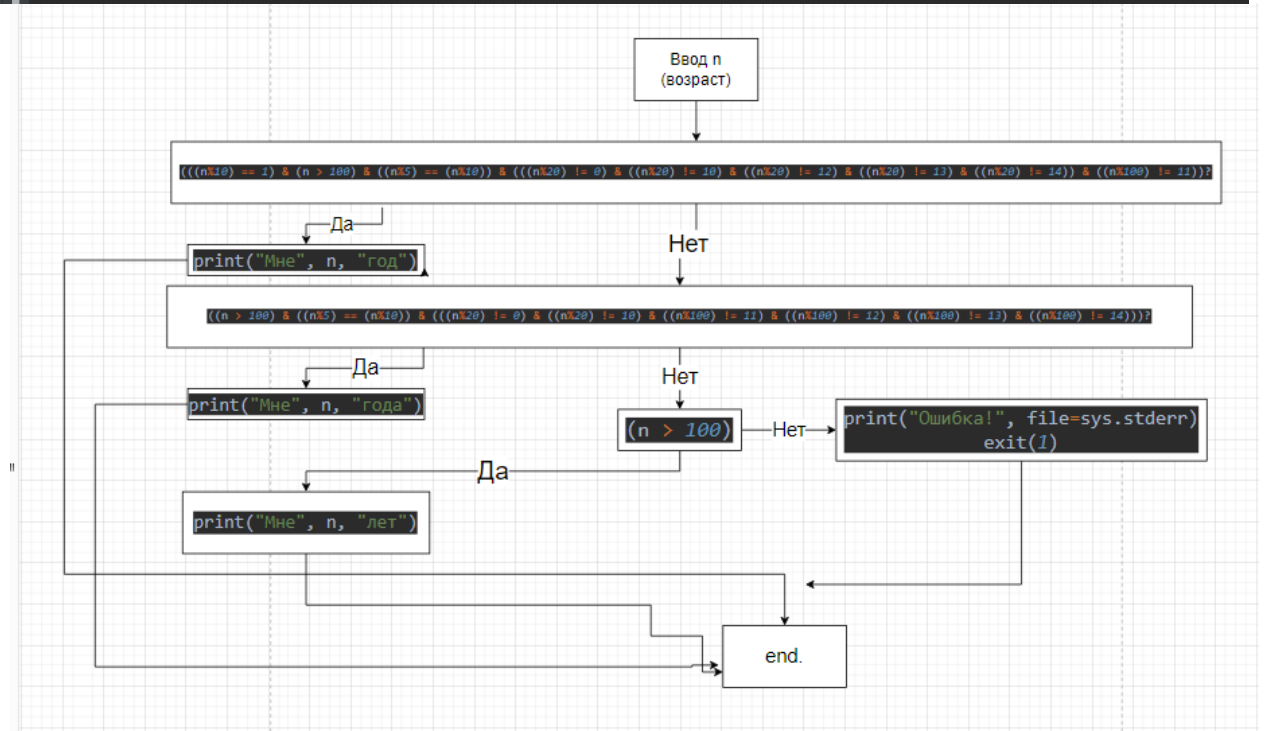 Ввод n
(возраст)
(((n%10) == 1) & (n > 100) & ((n%5) == (n%10)) & (((n%20) != 0) & ((n%20) != 10) & ((n%20) != 12) & ((n%20) != 13) & ((n%20) != 14)) & ((n%100) != 11))?
Да
Нет
print("Мне", n, "год")
((n > 100) & ((n%5) == (n%10)) & (((n%20) != 0) & ((n%20) != 10) & ((n%100) != 11) & ((n%100) != 12) & ((n%100) != 13) & ((n%100) != 14)))?
Да
Нет
print("Мне", n, "года")
(n > 100)
Нет
print("Ошибка!", file=sys.stderr)
exit(1)
Да
"
print("Мне", n, "лет")
end.